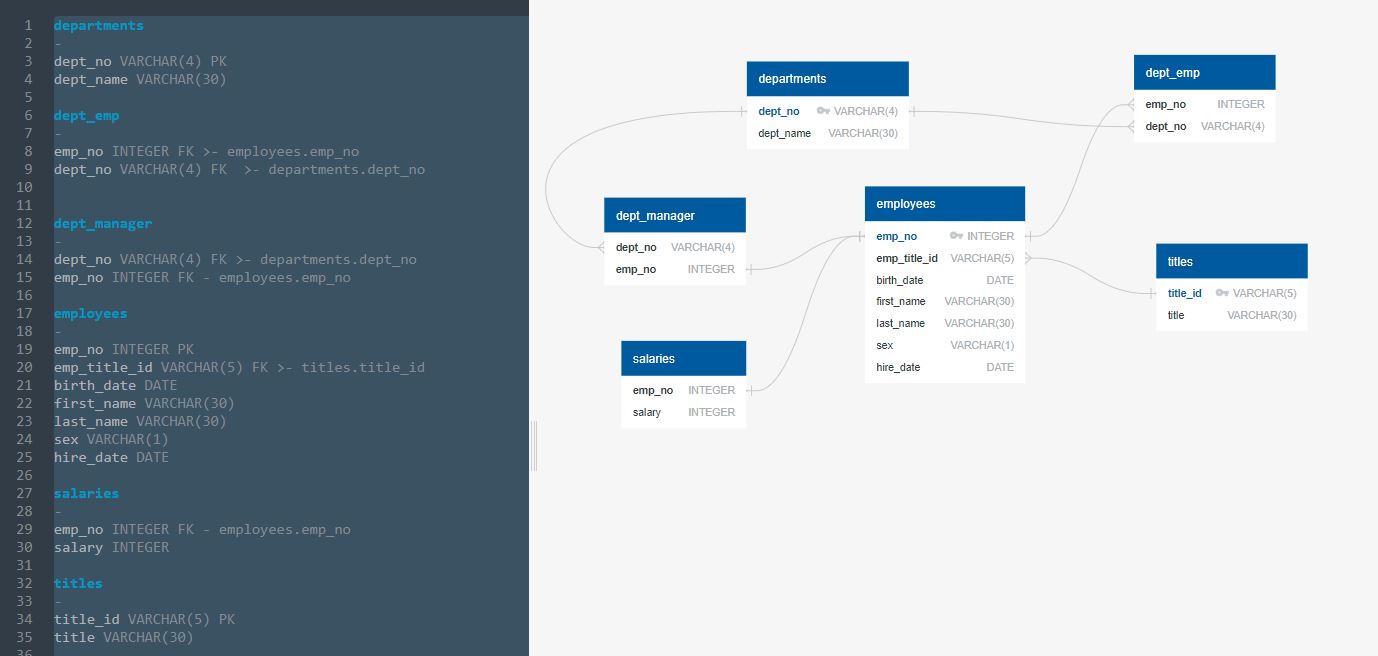 1 departments
2 -
3 dept_no VARCHAR(4) PK
4 dept_name VARCHAR(30)
5
6 dept_emp
7 -
8 emp_no INTEGER FK >- employees.emp_no
9 dept_no VARCHAR(4) FK  >- departments.dept_no
10
11
12 dept_manager
13 -
14 dept_no VARCHAR(4) FK >- departments.dept_no
15 emp_no INTEGER FK - employees.emp_no
16
17 employees
18 -
19 emp_no INTEGER PK
20 emp_title_id VARCHAR(5) FK >- titles.title_id
21 birth_date DATE
22 first_name VARCHAR(30)
23 last_name VARCHAR(30)
24 sex VARCHAR(1)
25 hire_date DATE
26
27 salaries
28 -
29 emp_no INTEGER FK - employees.emp_no
30 salary INTEGER
31
32 titles
33 -
34 title_id VARCHAR(5) PK
35 title VARCHAR(30)
36
departments
dept_no VARCHAR(4)
dept_name VARCHAR(30)
dept_emp
emp_no INTEGER
dept_no VARCHAR(4)
dept_manager
dept_no VARCHAR(4)
emp_no INTEGER
employees
emp_no INTEGER
emp_title_id VARCHAR(5)
birth_date DATE
first_name VARCHAR(30)
last_name VARCHAR(30)
sex VARCHAR(1)
hire_date DATE
titles
title_id VARCHAR(5)
title VARCHAR(30)
salaries
emp_no INTEGER
salary INTEGER